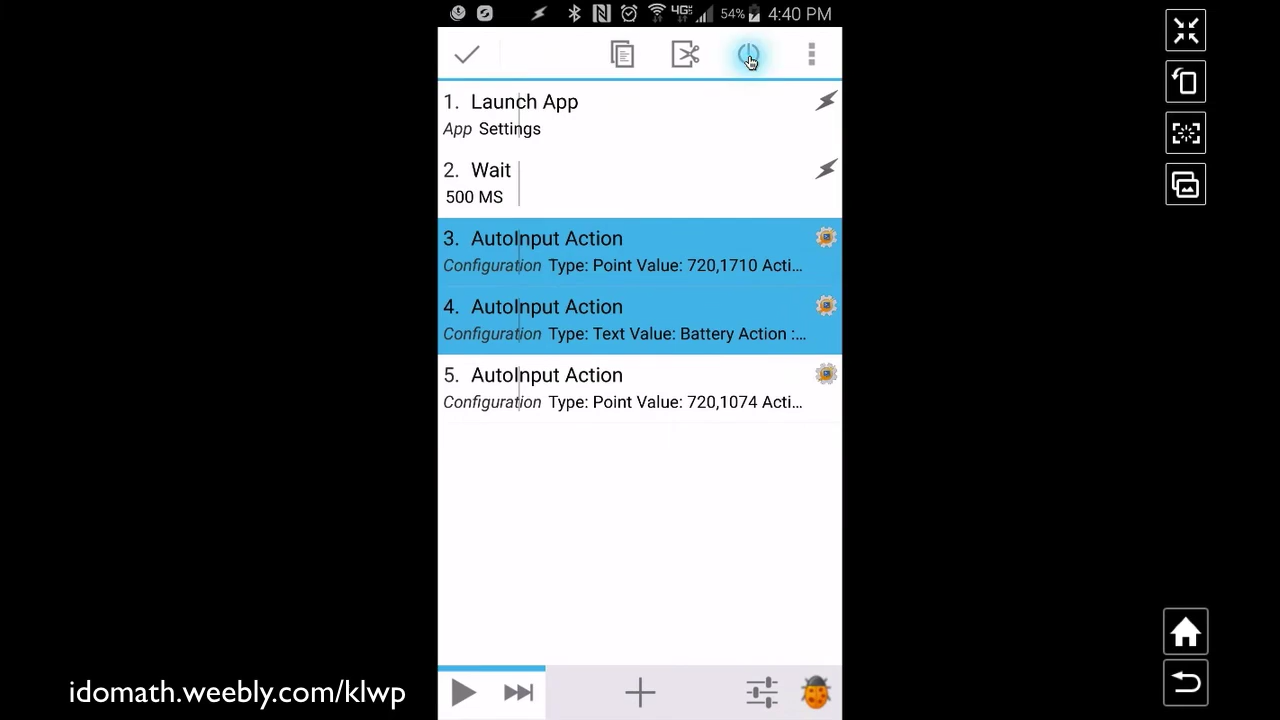 4G
54%
4:40 PM
1. Launch App
App Settings
2. Wait
500 MS
3. AutoInput Action
Configuration Type: Point Value: 720,1710 Acti...
4. AutoInput Action
Configuration Type: Text Value: Battery Action :...
5. AutoInput Action
Configuration Type: Point Value: 720,1074 Acti...
idomath.weebly.com/klwp